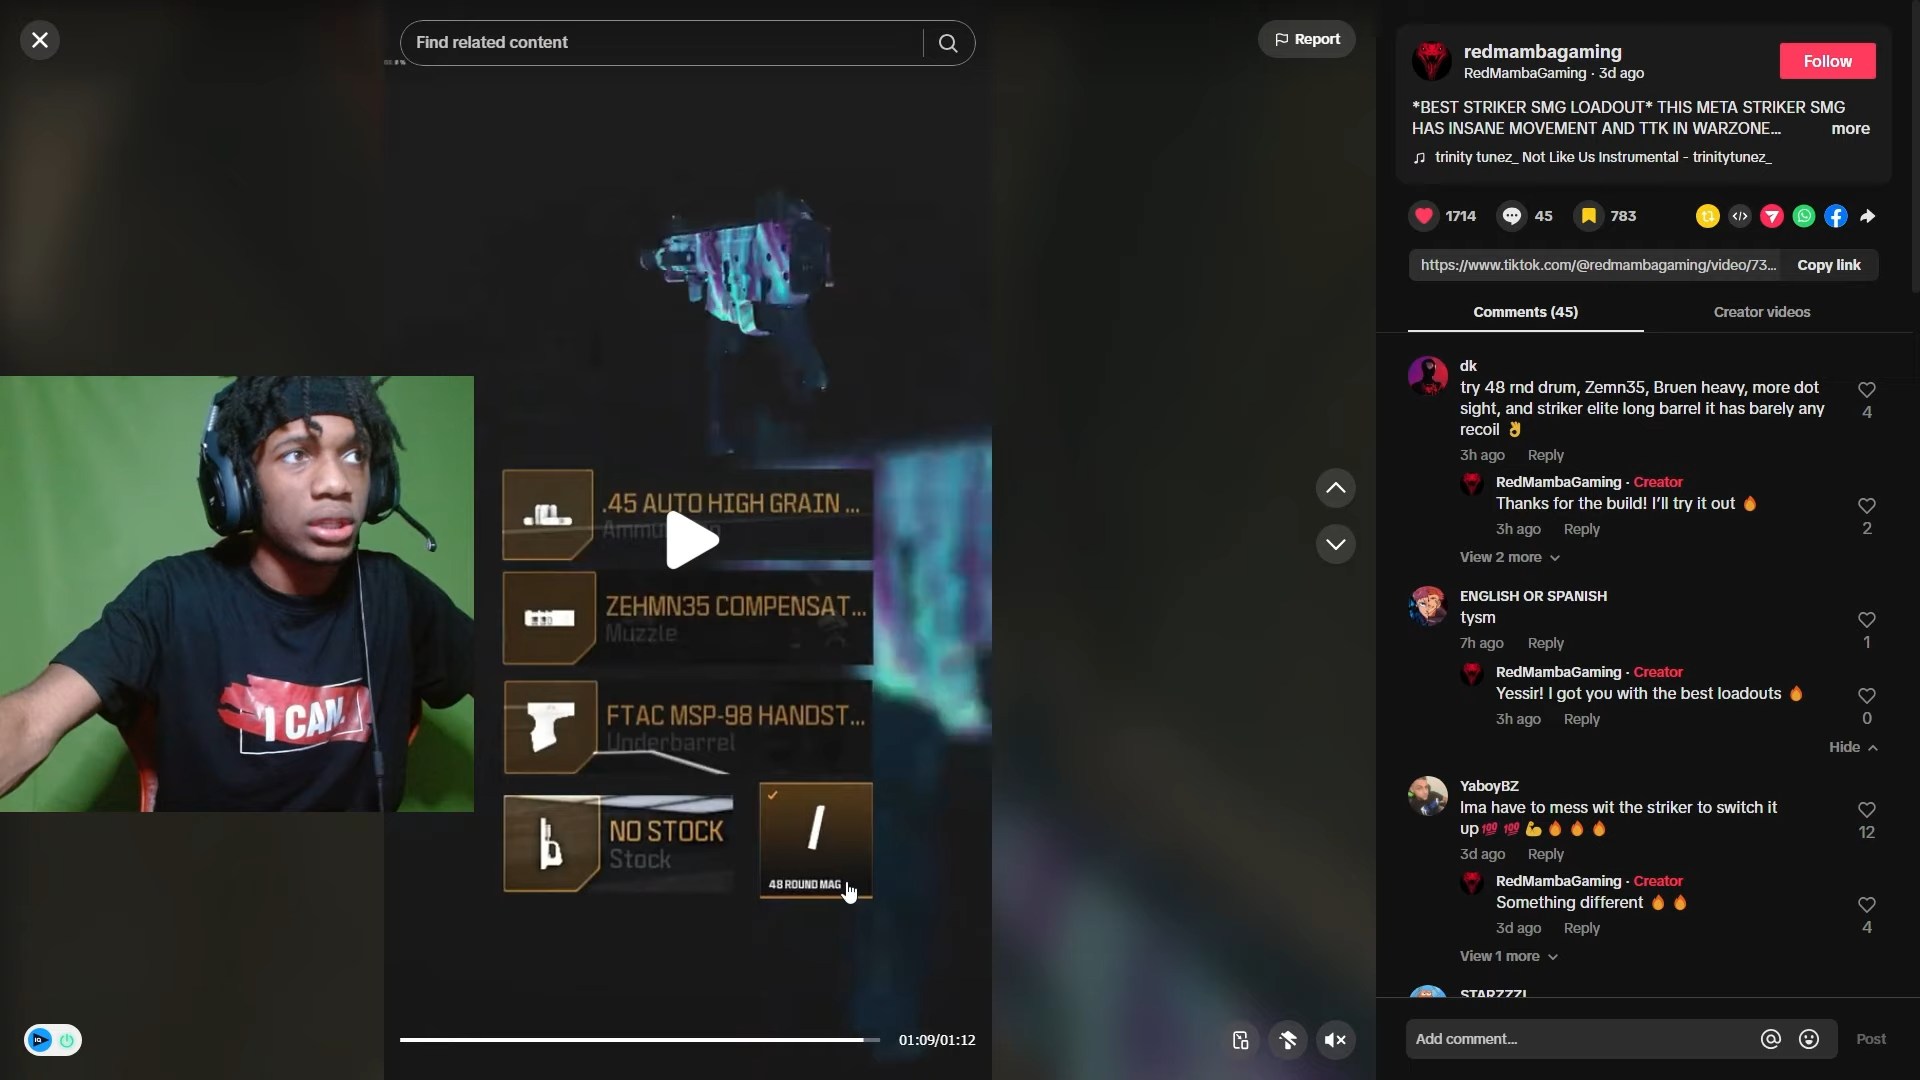 Find related content
Report
redmambagaming
RedMambaGaming · 3d ago
Follow
*BEST STRIKER SMG LOADOUT* THIS META STRIKER SMG
HAS INSANE MOVEMENT AND TTK IN WARZONE...
more
trinity tunez_ Not Like Us Instrumental - trinitytunez_
1714
45
783
https://www.tiktok.com/@redmambagaming/video/73...
Copy link
Comments (45)
Creator videos
dk
try 48 rnd drum, Zemn35, Bruen heavy, more dot
sight, and striker elite long barrel it has barely any
recoil 👌
4
3h ago
Reply
RedMambaGaming · Creator
Thanks for the build! I'll try it out 🔥
2
3h ago
Reply
View 2 more
ENGLISH OR SPANISH
tysm
1
7h ago
Reply
RedMambaGaming · Creator
Yessir! I got you with the best loadouts 🔥
0
3h ago
Reply
Hide
YaboyBZ
Ima have to mess wit the striker to switch it
up💯 💯 💪 🔥 🔥 🔥
12
3d ago
Reply
RedMambaGaming · Creator
Something different 🔥 🔥
4
3d ago
Reply
View 1 more
STARZZZI
Add comment...
Post
.45 AUTO HIGH GRAIN ...
ZEHMN35 COMPENSAT...
Muzzle
FTAC MSP-98 HANDST...
Underbarrel
NO STOCK
Stock
48 ROUND MAG
I CAN.
01:09/01:12